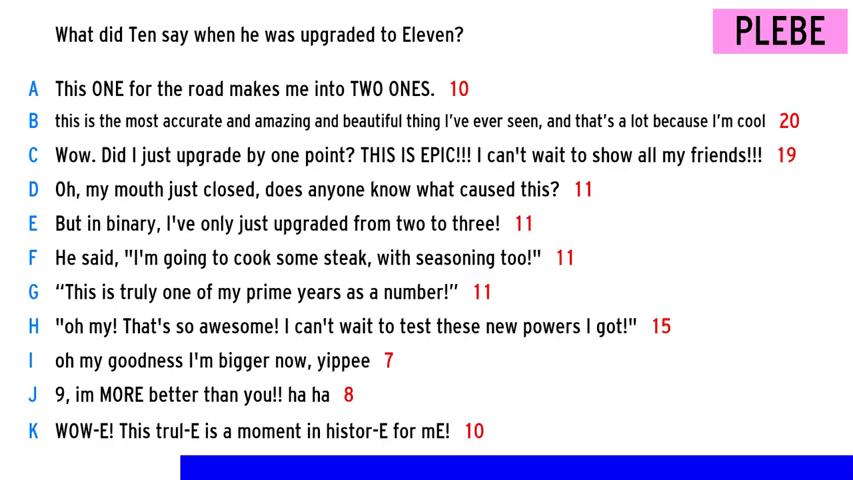 What did Ten say when he was upgraded to Eleven?
PLEBE
A This ONE for the road makes me into TWO ONES. 10
B this is the most accurate and amazing and beautiful thing I've ever seen, and that's a lot because I'm cool 20
C Wow. Did I just upgrade by one point? THIS IS EPIC!!! I can't wait to show all my friends!!! 19
D Oh, my mouth just closed, does anyone know what caused this? 11
E But in binary, I've only just upgraded from two to three! 11
F He said, "I'm going to cook some steak, with seasoning too!" 11
G “This is truly one of my prime years as a number!” 11
H "oh my! That's so awesome! I can't wait to test these new powers I got!" 15
I oh my goodness I'm bigger now, yippee 7
J 9, im MORE better than you!! ha ha 8
K WOW-E! This trul-E is a moment in histor-E for mE! 10